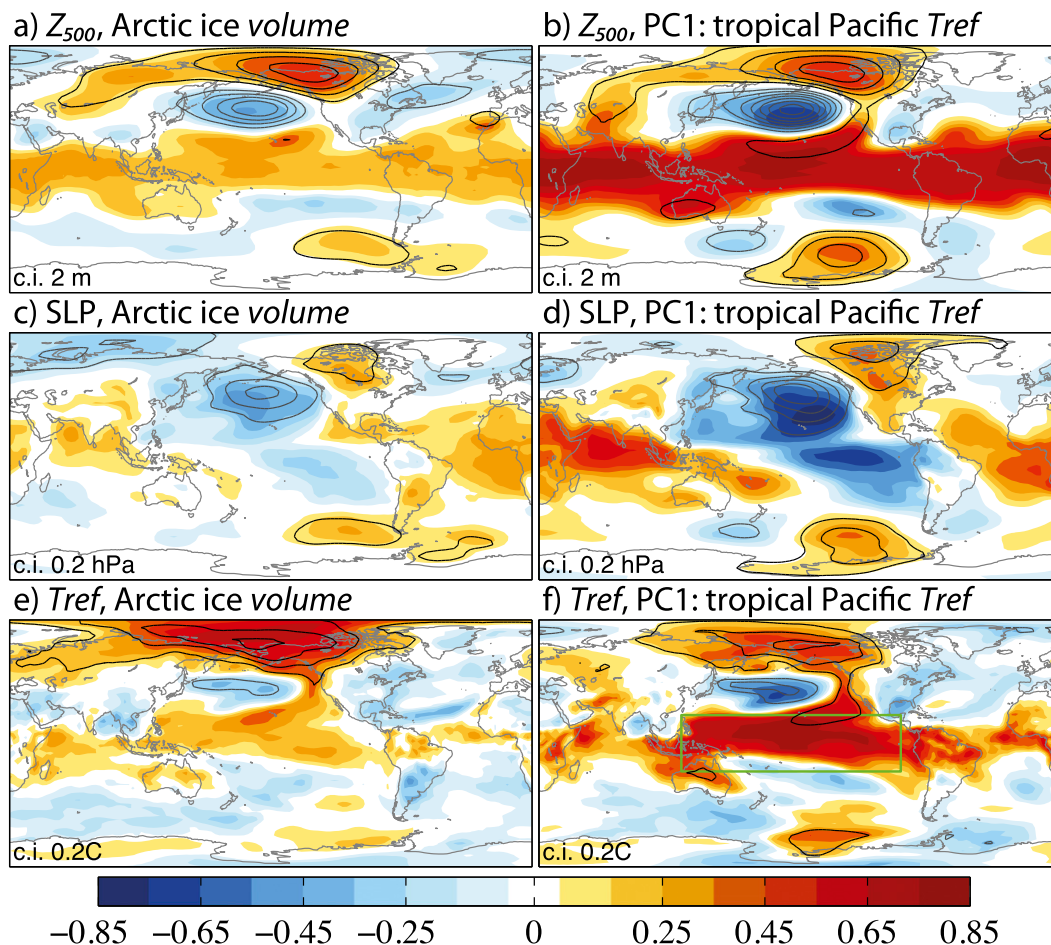 a) Z500, Arctic ice volume
b) Z500, PC1: tropical Pacific Tref
c.i. 2 m
c.i. 2 m
c) SLP, Arctic ice volume
d) SLP, PC1: tropical Pacific Tref
c.i. 0.2 hPa
c.i. 0.2 hPa
e) Tref, Arctic ice volume
f) Tref, PC1: tropical Pacific Tref
c.i. 0.2C
c.i. 0.2C
−0.85 −0.65 −0.45 −0.25 0 0.25 0.45 0.65 0.85